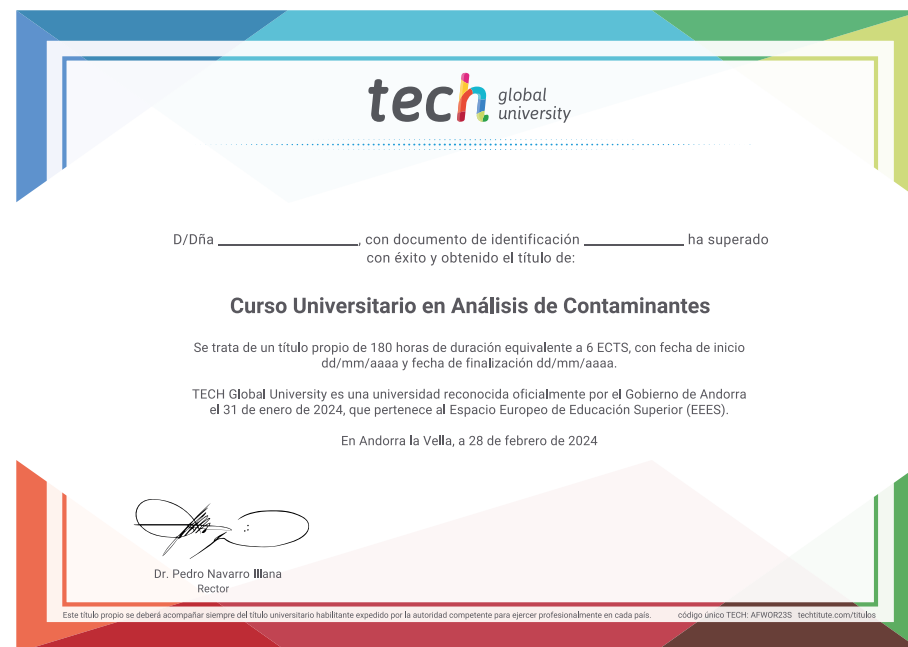 tech global university
D/Dña ____________________, con documento de identificación ______________ ha superado
con éxito y obtenido el título de:
Curso Universitario en Análisis de Contaminantes
Se trata de un título propio de 180 horas de duración equivalente a 6 ECTS, con fecha de inicio
dd/mm/aaaa y fecha de finalización dd/mm/aaaa.
TECH Global University es una universidad reconocida oficialmente por el Gobierno de Andorra
el 31 de enero de 2024, que pertenece al Espacio Europeo de Educación Superior (EEES).
En Andorra la Vella, a 28 de febrero de 2024
Dr. Pedro Navarro Illana
Rector
Este título propio se deberá acompañar siempre del título universitario habilitante expedido por la autoridad competente para ejercer profesionalmente en cada país. código único TECH: AFWOR23S techtitute.com/titulos